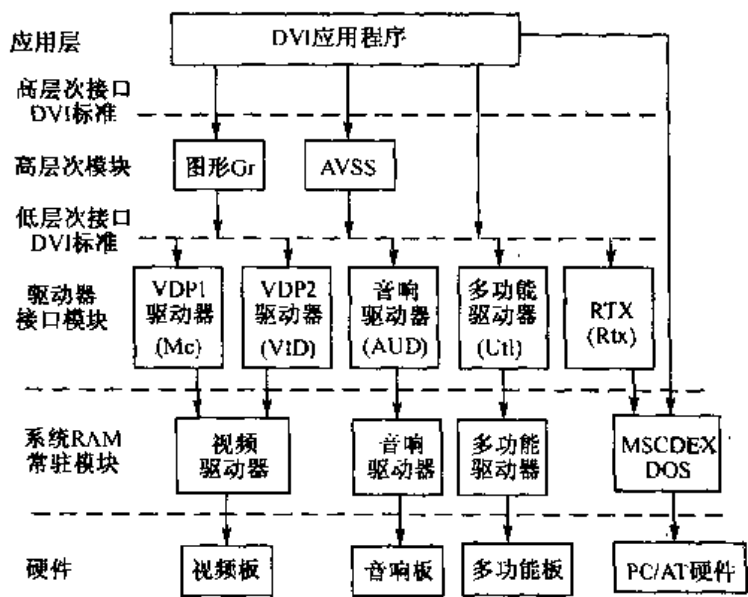 应用层
DVI应用程序
高层次接口
DVI标准
高层次模块
图形Gr
AVSS
低层次接口
DVI标准
驱动器
接口模块
VDP1
驱动器
(Mc)
VDP2
驱动器
(VID)
音响
驱动器
(AUD)
多功能
驱动器
(Utl)
RTX
(Rtx)
系统RAM
常驻模块
视频
驱动器
音响
驱动器
多功能
驱动器
MSCDEX
DOS
硬件
视频板
音响板
多功能板
PC/AT硬件